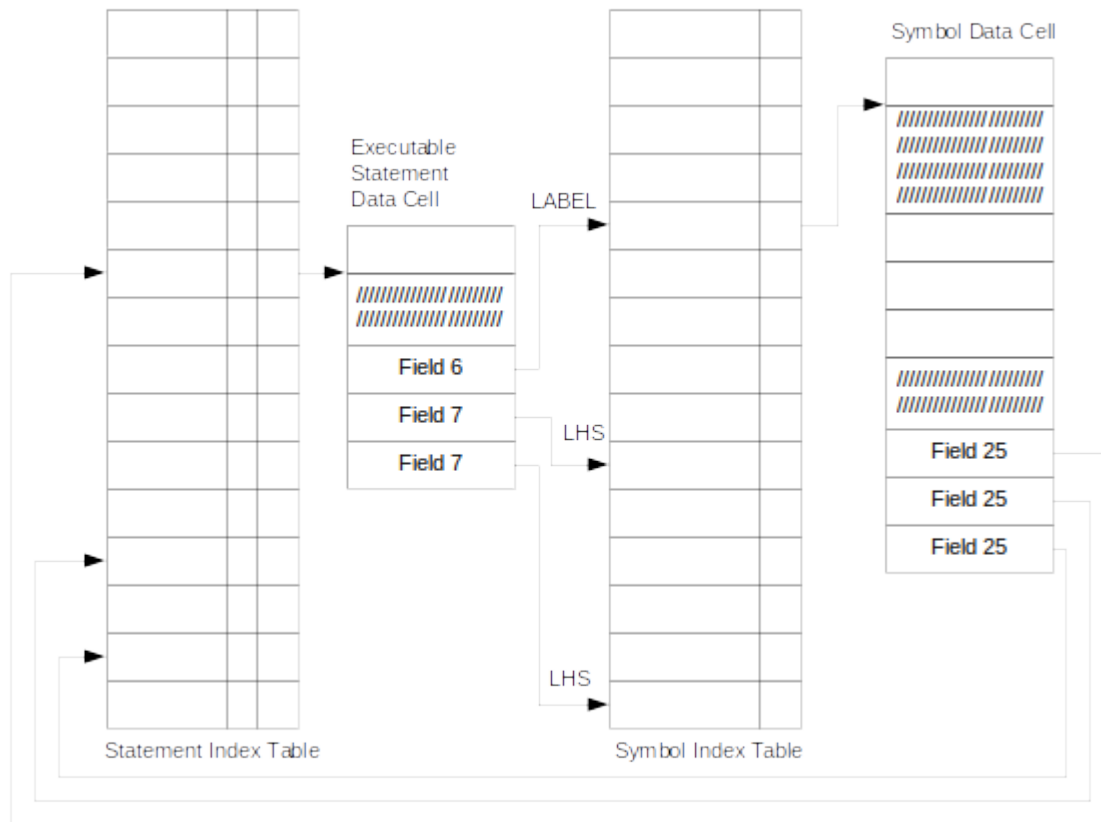 Symbol Data Cell
Executable
Statement
Data Cell
LABEL
Field 6
Field 7
LHS
Field 7
Field 25
Field 25
Field 25
LHS
Statement Index Table
Symbol Index Table